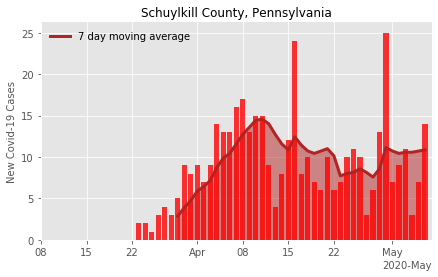 Schuylkill County, Pennsylvania
7 day moving average
New Covid-19 Cases
25
20
15
10
5
0
08 15 22 Apr 08 15 22 May
2020-May